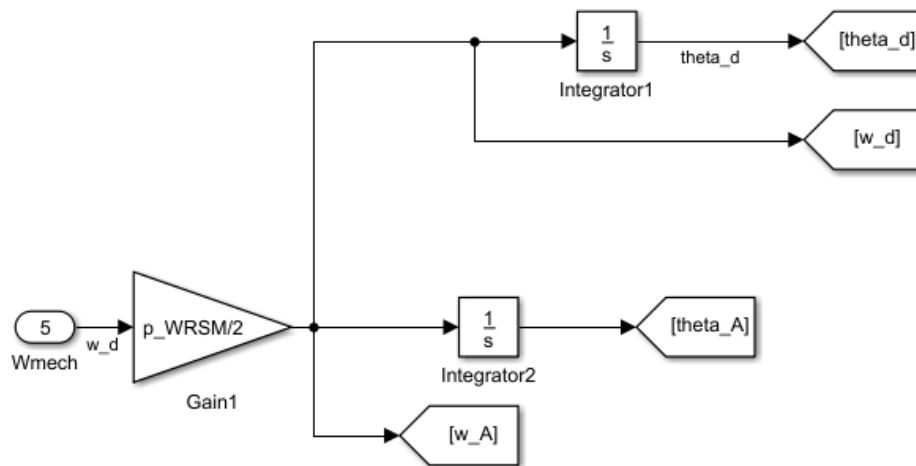 1
s
theta_d
[theta_d]
Integrator1
[w_d]
5
w_d
Wmech
p_WRSM/2
Gain1
1
s
[theta_A]
Integrator2
[w_A]